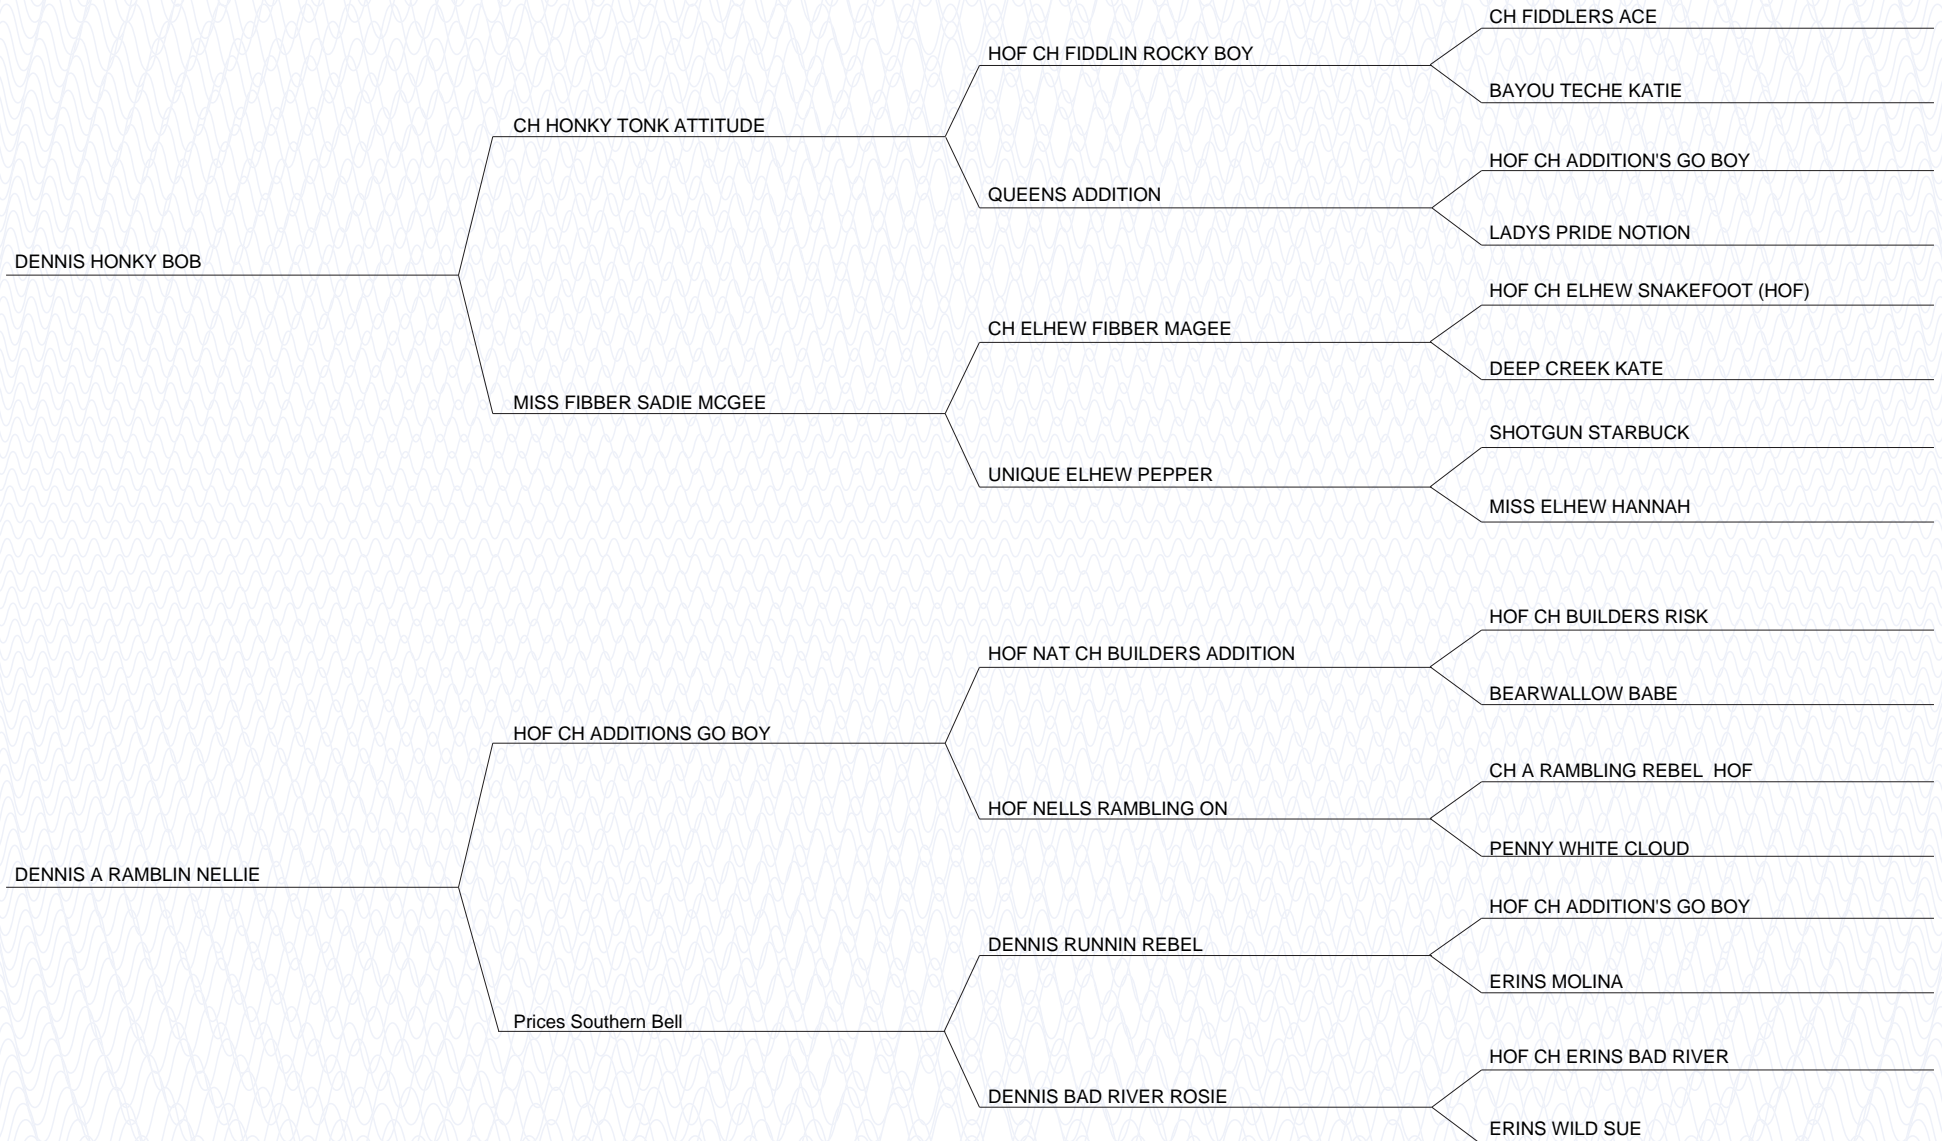 CH FIDDLERS ACE
HOF CH FIDDLIN ROCKY BOY
BAYOU TECHE KATIE
CH HONKY TONK ATTITUDE
HOF CH ADDITION'S GO BOY
QUEENS ADDITION
LADYS PRIDE NOTION
DENNIS HONKY BOB
HOF CH ELHEW SNAKEFOOT (HOF)
CH ELHEW FIBBER MAGEE
DEEP CREEK KATE
MISS FIBBER SADIE MCGEE
SHOTGUN STARBUCK
UNIQUE ELHEW PEPPER
MISS ELHEW HANNAH
HOF CH BUILDERS RISK
HOF NAT CH BUILDERS ADDITION
BEARWALLOW BABE
HOF CH ADDITIONS GO BOY
CH A RAMBLING REBEL  HOF
HOF NELLS RAMBLING ON
PENNY WHITE CLOUD
DENNIS A RAMBLIN NELLIE
HOF CH ADDITION'S GO BOY
DENNIS RUNNIN REBEL
ERINS MOLINA
Prices Southern Bell
HOF CH ERINS BAD RIVER
DENNIS BAD RIVER ROSIE
ERINS WILD SUE